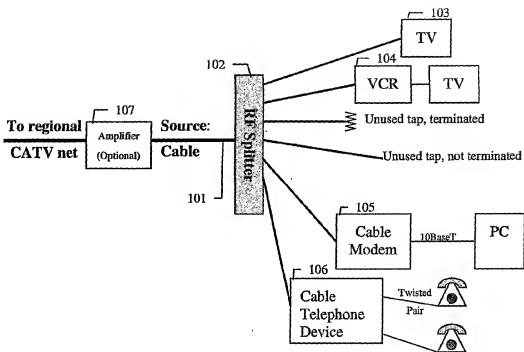 103
TV
102
104
VCR
TV
107
To regional
CATV net
Amplifier
(Optional)
Source:
Cable
RF Splitter
Unused tap, terminated
Unused tap, not terminated
101
105
Cable
Modem
10BaseT
PC
106
Cable
Telephone
Device
Twisted
Pair